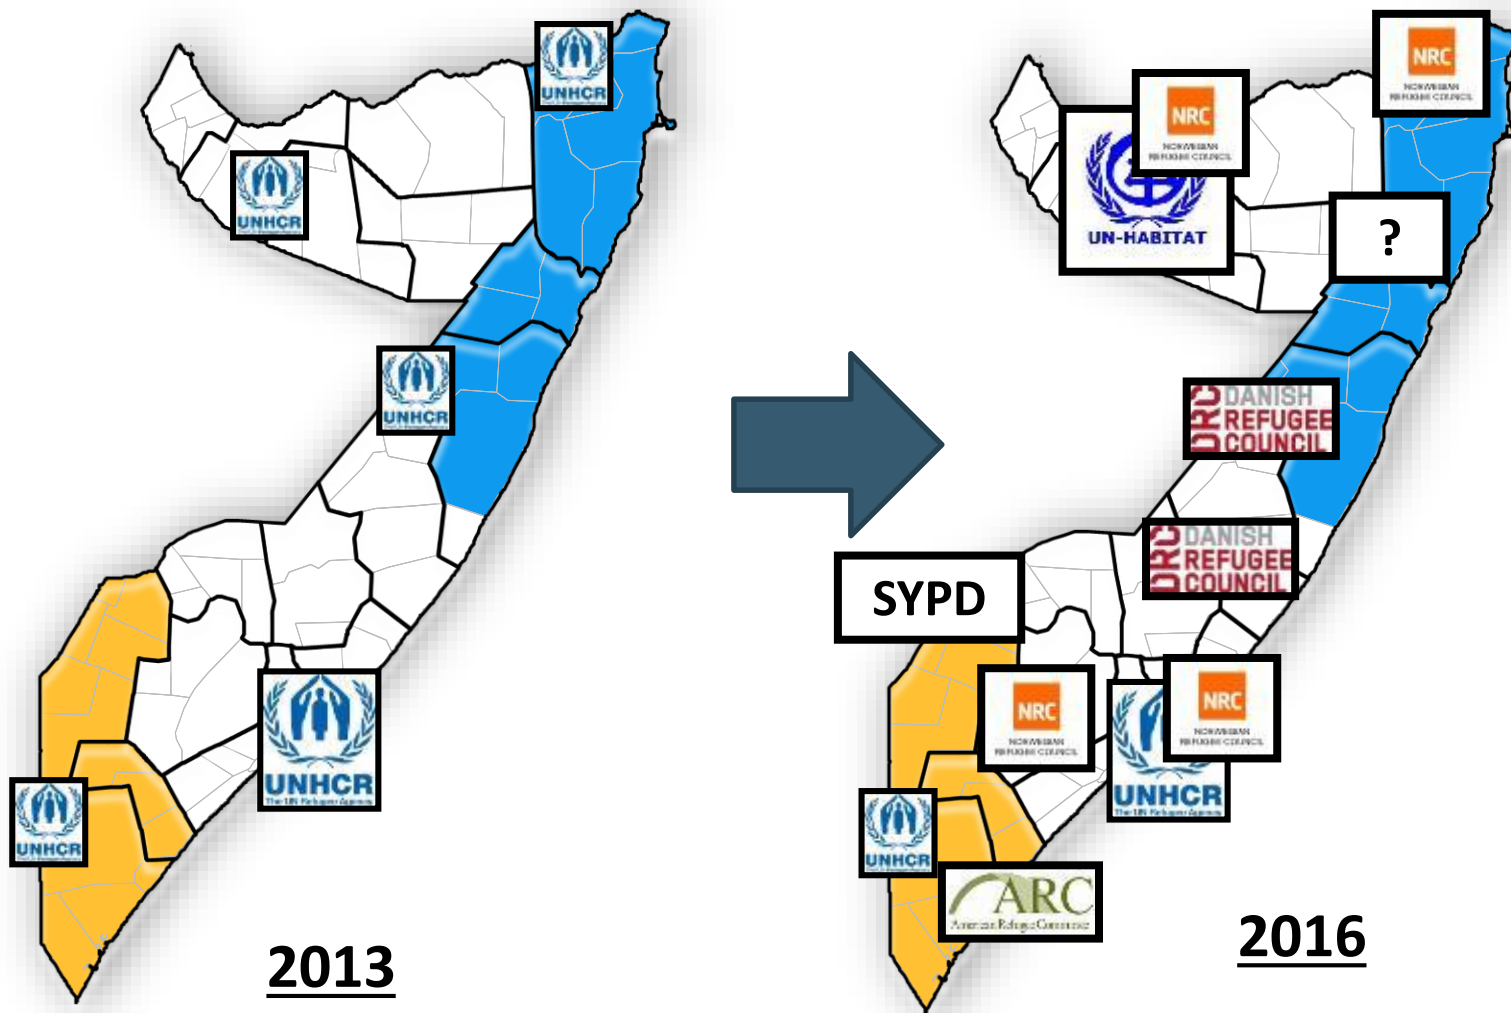 UNHCR
UNHCR
UNHCR
UNHCR
The UN Refugee Agency
UNHCR
2013
NRC
NORWEGIAN
REFUGEE COUNCIL
NRC
NORWEGIAN
REFUGEE COUNCIL
UN-HABITAT
?
DRC DANISH
REFUGEE
COUNCIL
DRC DANISH
REFUGEE
COUNCIL
SYPD
NRC
NORWEGIAN
REFUGEE COUNCIL
NRC
NORWEGIAN
REFUGEE COUNCIL
UNHCR
The UN Refugee Agency
UNHCR
ARC
American Refugee Committee
2016